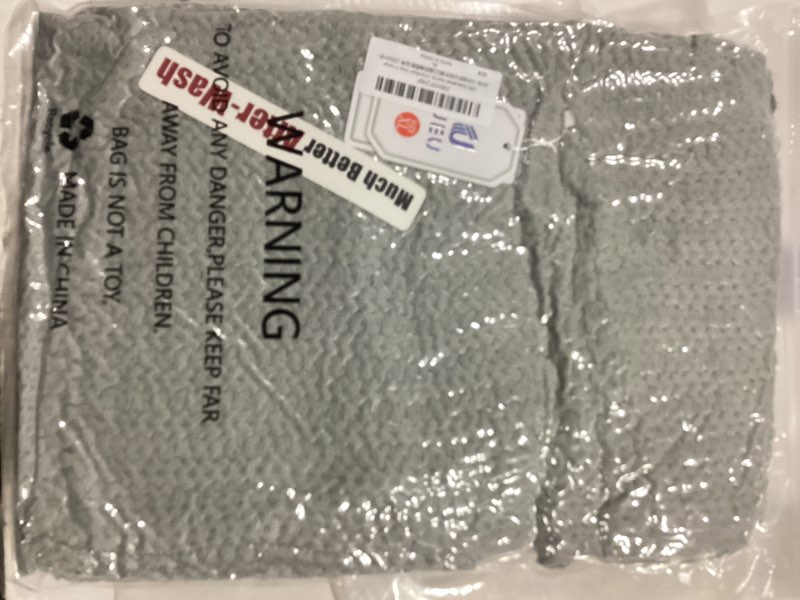 WARNING
TO AVOID ANY DANGER,PLEASE KEEP FAR
AWAY FROM CHILDREN.
BAG IS NOT A TOY.
MADE IN CHINA
Much Better After-Wash
JIEU